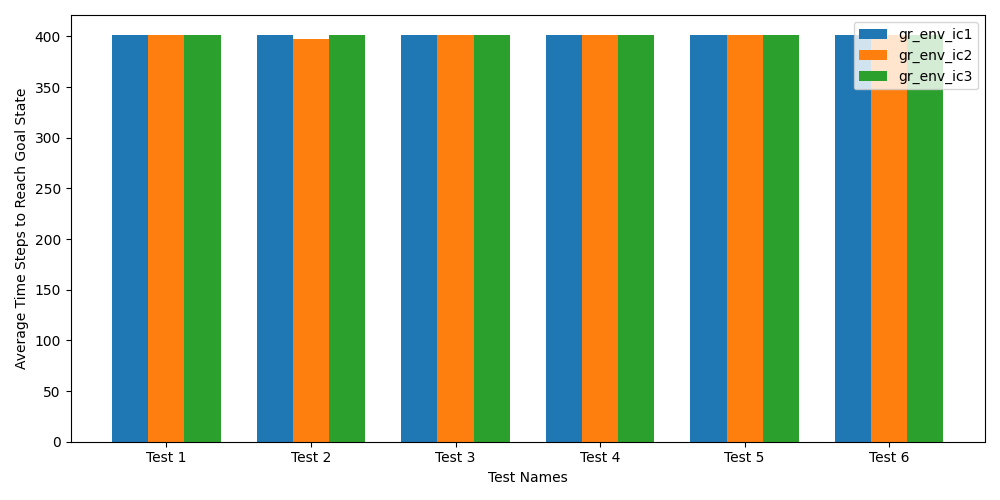 gr_env_ic1
gr_env_ic2
gr_env_ic3
Average Time Steps to Reach Goal State
400
350
300
250
200
150
100
50
0
Test 1
Test 2
Test 3
Test 4
Test 5
Test 6
Test Names